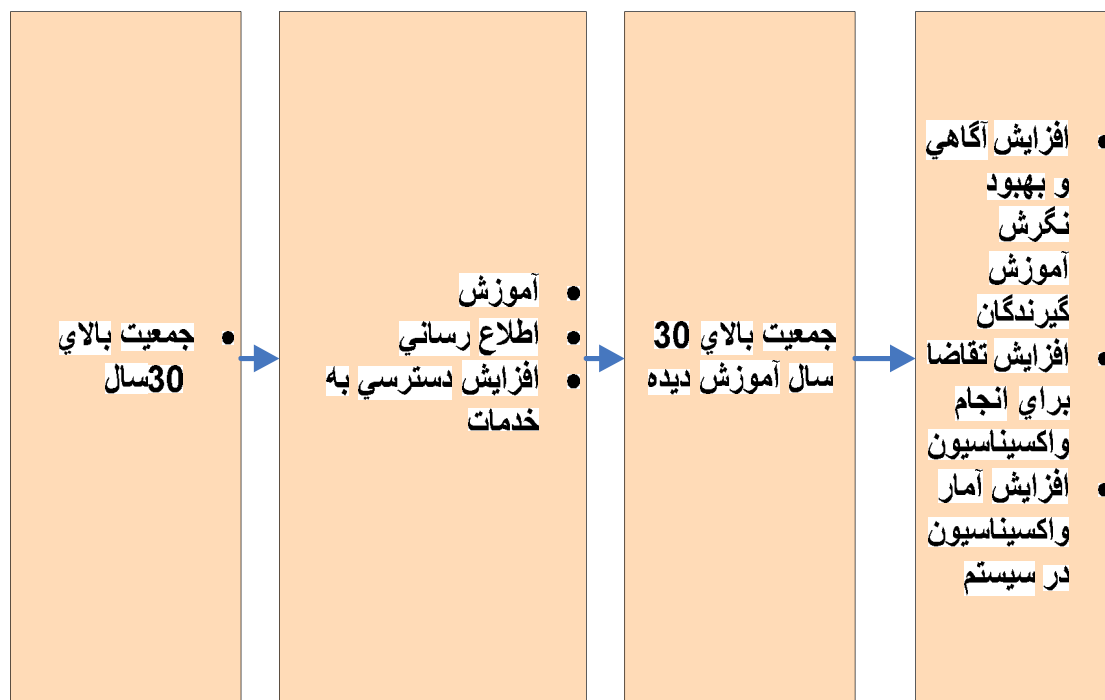 • جمعيت بالاي
30سال
• آموزش
• اطلاع رساني
• افزايش دسترسي به
خدمات
جمعيت بالاي 30
سال آموزش ديده
• افزايش آگاهي
و بهبود
نگرش
آموزش
گيرندگان
• افزايش تقاضا
براي انجام
واكسيناسيون
• افزايش آمار
واكسيناسيون
در سيستم